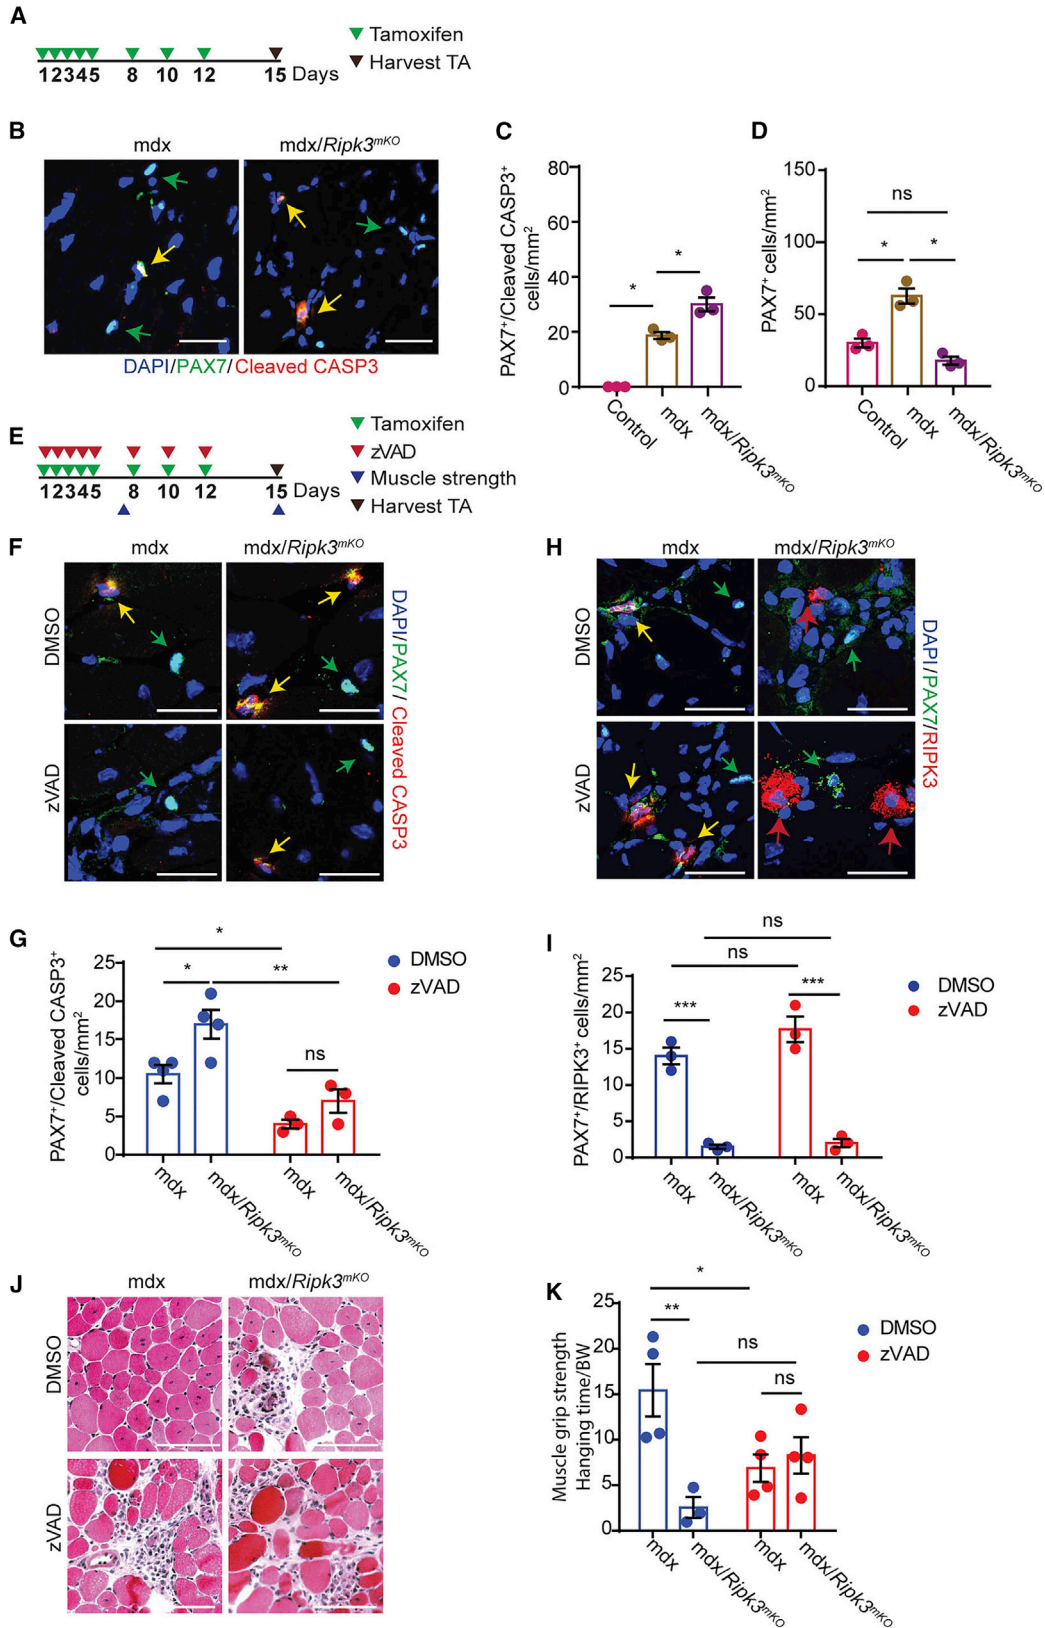 A
Tamoxifen
Harvest TA
12345 8 10 12 15 Days
B
mdx mdx/Ripk3mKO
DAPI/PAX7/Cleaved CASP3
C
PAX7+/Cleaved CASP3+
cells/mm2
80
60
40
20
0
* *
Control mdx mdx/Ripk3mKO
D
PAX7+ cells/mm2
150
100
50
0
ns
* *
Control mdx mdx/Ripk3mKO
E
Tamoxifen
zVAD
Muscle strength
Harvest TA
12345 8 10 12 15 Days
F
mdx mdx/Ripk3mKO
DMSO
zVAD
DAPI/PAX7/ Cleaved CASP3
H
mdx mdx/Ripk3mKO
DMSO
zVAD
DAPI/PAX7/RIPK3
G
PAX7+/Cleaved CASP3+
cells/mm2
25
20
15
10
5
0
*
* **
ns
DMSO
zVAD
mdx mdx/Ripk3mKO mdx mdx/Ripk3mKO
I
PAX7+/RIPK3+ cells/mm2
25
20
15
10
5
0
ns
ns
*** ***
DMSO
zVAD
mdx mdx/Ripk3mKO mdx mdx/Ripk3mKO
J
mdx mdx/Ripk3mKO
DMSO
zVAD
K
Muscle grip strength
Hanging time/BW
25
20
15
10
5
0
*
**
ns
ns
DMSO
zVAD
mdx mdx/Ripk3mKO mdx mdx/Ripk3mKO